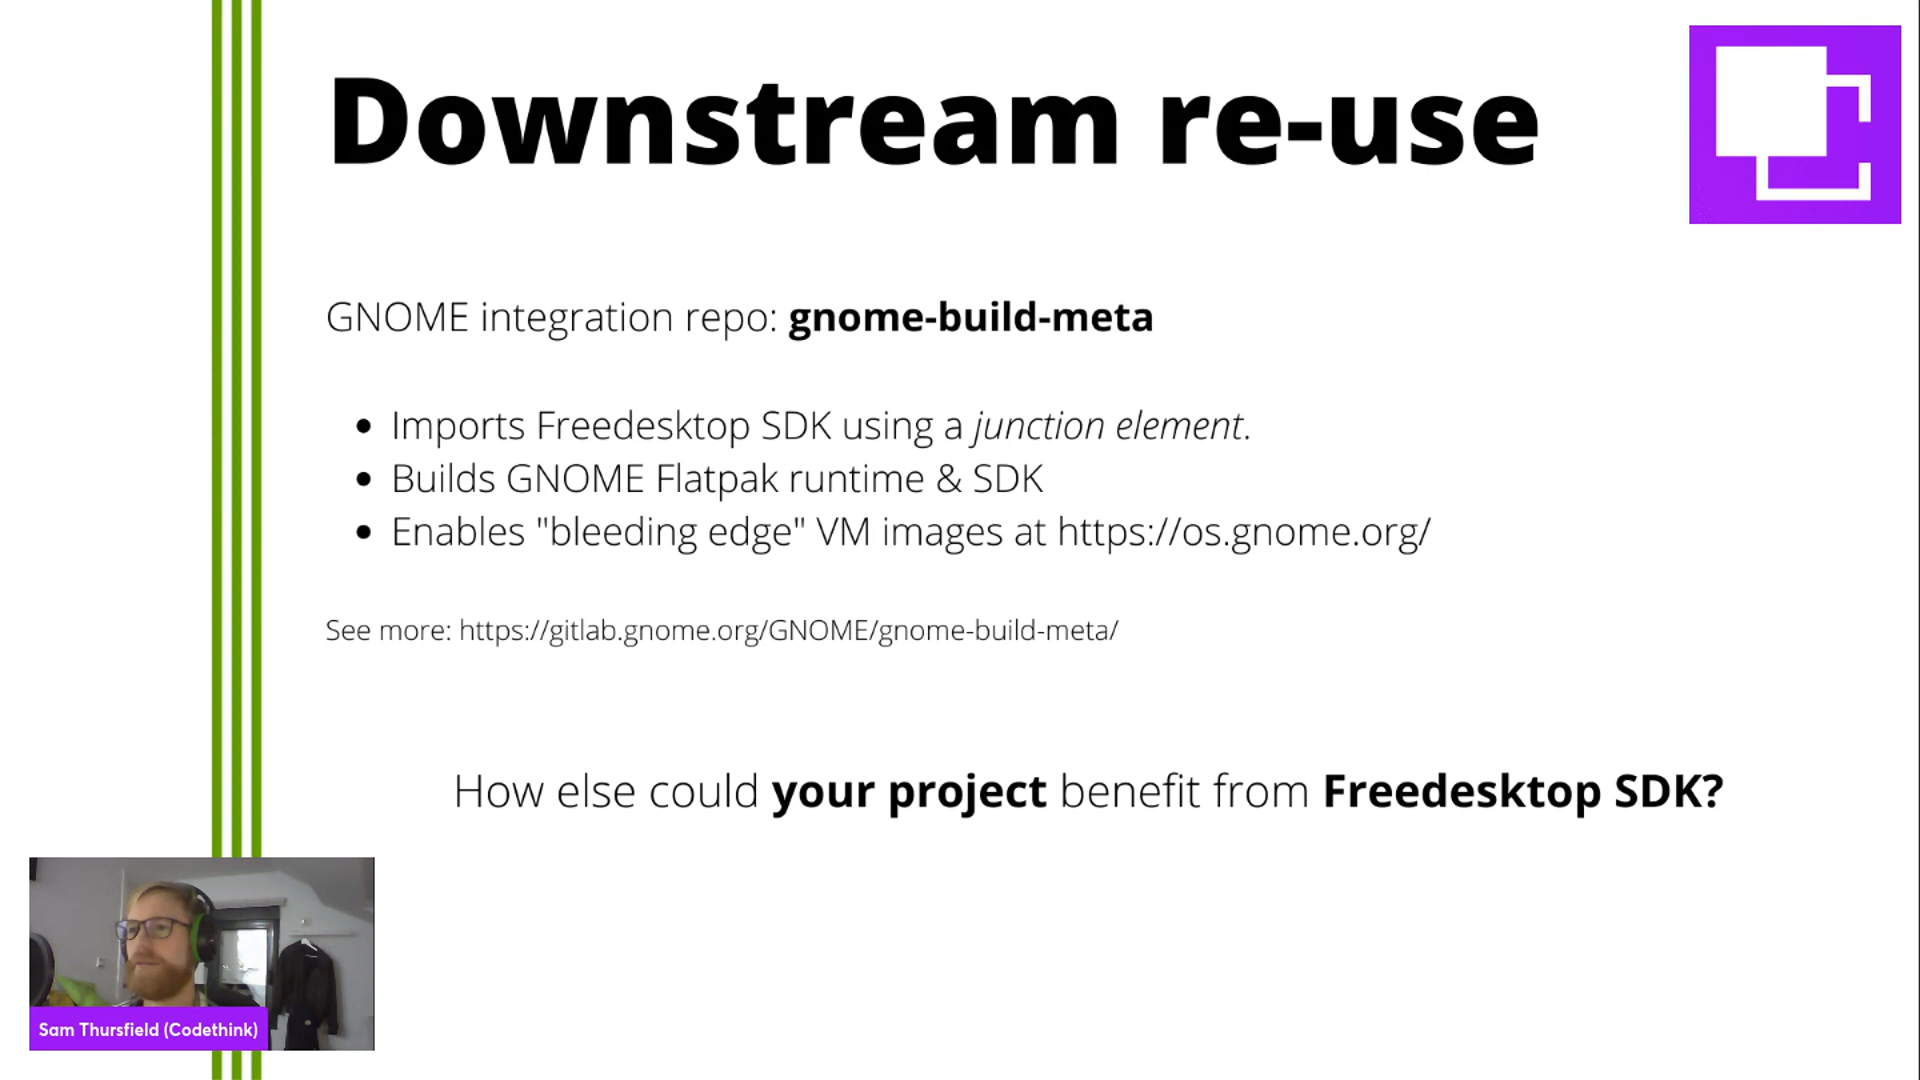 Downstream re-use
GNOME integration repo: gnome-build-meta
• Imports Freedesktop SDK using a junction element.
• Builds GNOME Flatpak runtime & SDK
• Enables "bleeding edge" VM images at https://os.gnome.org/
See more: https://gitlab.gnome.org/GNOME/gnome-build-meta/
How else could your project benefit from Freedesktop SDK?
Sam Thursfield (Codethink)